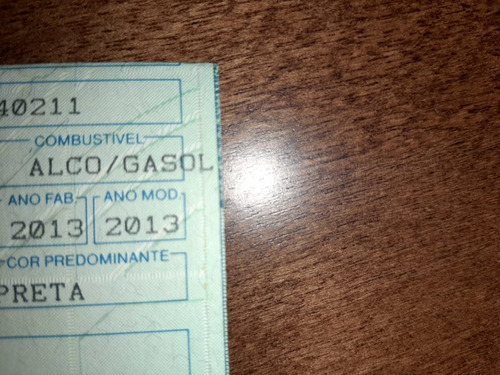 40211
COMBUSTÍVEL
ALCO/GASOL
ANO FAB ANO MOD.
2013 2013
COR PREDOMINANTE
PRETA